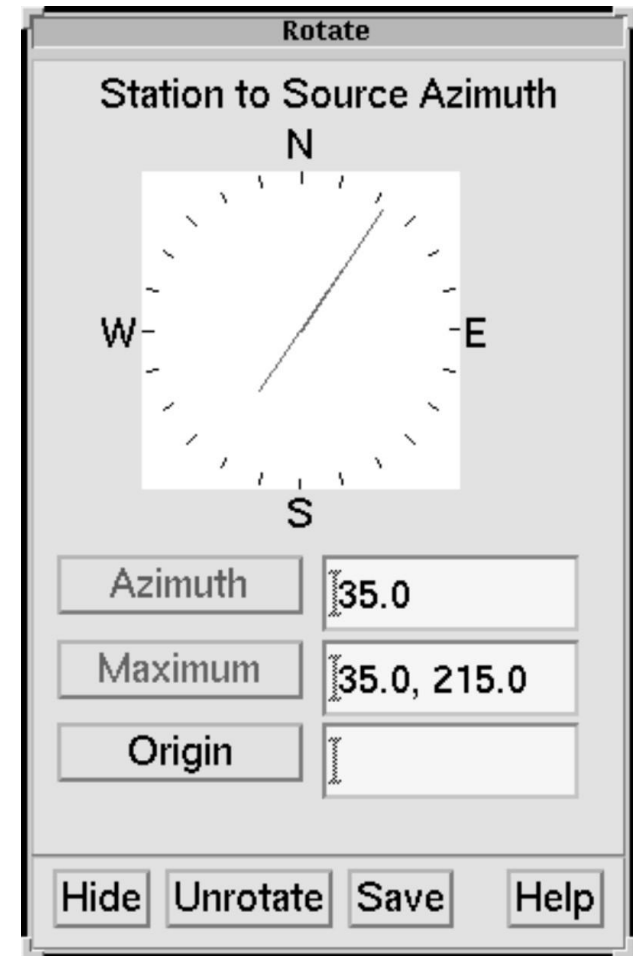 Rotate
Station to Source Azimuth
N
W E
S
Azimuth 35.0
Maximum 35.0, 215.0
Origin
Hide Unrotate Save Help